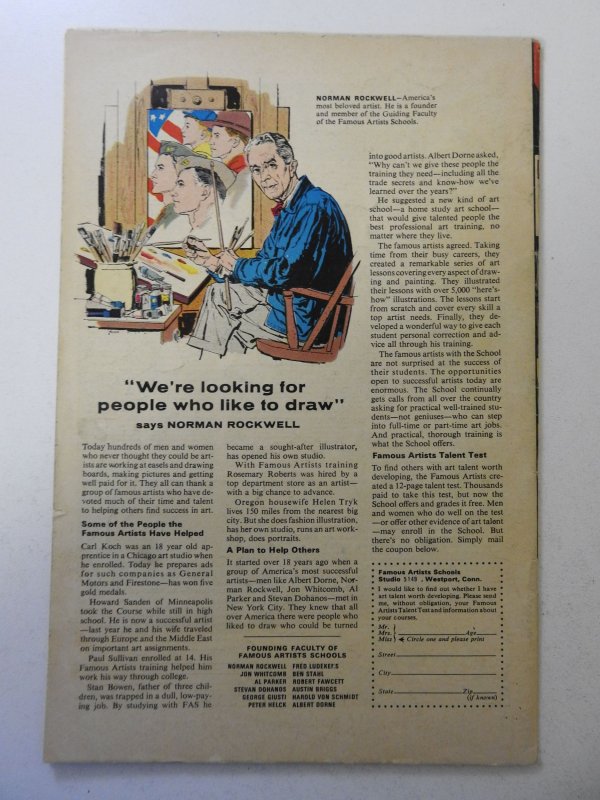 NORMAN ROCKWELL—America's
most beloved artist. He is a founder
and member of the Guiding Faculty
of the Famous Artists Schools.
"We're looking for
people who like to draw"
says NORMAN ROCKWELL
Today hundreds of men and women
who never thought they could be art-
ists are working at easels and drawing
boards, making pictures and getting
well paid for it. They all can thank a
group of famous artists who have de-
voted much of their time and talent
to helping others find success in art.
Some of the People the
Famous Artists Have Helped
Carl Koch was an 18 year old ap-
prentice in a Chicago art studio when
he enrolled. Today he prepares ads
for such companies as General
Motors and Firestone—has won five
gold medals.
Howard Sanden of Minneapolis
took the Course while still in high
school. He is now a successful artist
—last year he and his wife traveled
through Europe and the Middle East
on important art assignments.
Paul Sullivan enrolled at 14. His
Famous Artists training helped him
work his way through college.
Stan Bowen, father of three chil-
dren, was trapped in a dull, low-pay-
ing job. By studying with FAS he
became a sought-after illustrator,
has opened his own studio.
With Famous Artists training
Rosemary Roberts was hired by a
top department store as an artist—
with a big chance to advance.
Oregon housewife Helen Tryk
lives 150 miles from the nearest big
city. But she does fashion illustration,
has her own studio, runs an art work-
shop, does portraits.
A Plan to Help Others
It started over 18 years ago when a
group of America's most successful
artists—men like Albert Dorne, Nor-
man Rockwell, Jon Whitcomb, Al
Parker and Stevan Dohanos—met in
New York City. They knew that all
over America there were people who
liked to draw who could be turned
FOUNDING FACULTY OF
FAMOUS ARTISTS SCHOOLS
NORMAN ROCKWELL FRED LUDEKENS
JON WHITCOMB BEN STAHL
AL PARKER ROBERT FAWCETT
STEVAN DOHANOS AUSTIN BRIGGS
GEORGE GIUSTI HAROLD VON SCHMIDT
PETER HELCK ALBERT DORNE
into good artists. Albert Dorne asked,
"Why can't we give these people the
training they need—including all the
trade secrets and know-how we've
learned over the years?"
He suggested a new kind of art
school—a home study art school—
that would give talented people the
best professional art training, no
matter where they live.
The famous artists agreed. Taking
time from their busy careers, they
created a remarkable series of art
lessons covering every aspect of draw-
ing and painting. They illustrated
their lessons with over 5,000 "here's-
how" illustrations. The lessons start
from scratch and cover every skill a
top artist needs. Finally, they de-
veloped a wonderful way to give each
student personal correction and ad-
vice all through his training.
The famous artists with the School
are not surprised at the success of
their students. The opportunities
open to successful artists today are
enormous. The School continually
gets calls from all over the country
asking for practical well-trained stu-
dents—not geniuses—who can step
into full-time or part-time art jobs.
And practical, thorough training is
what the School offers.
Famous Artists Talent Test
To find others with art talent worth
developing, the Famous Artists cre-
ated a 12-page talent test. Thousands
paid to take this test, but now the
School offers and grades it free. Men
and women who do well on the test
—or offer other evidence of art talent
—may enroll in the School. But
there's no obligation. Simply mail
the coupon below.
Famous Artists Schools
Studio 5149 , Westport, Conn.
I would like to find out whether I have
art talent worth developing. Please send
me, without obligation, your Famous
Artists Talent Test and information about
your courses.
Mr.
Mrs. Age
Miss Circle one and please print
Street
City
State Zip
(if known)